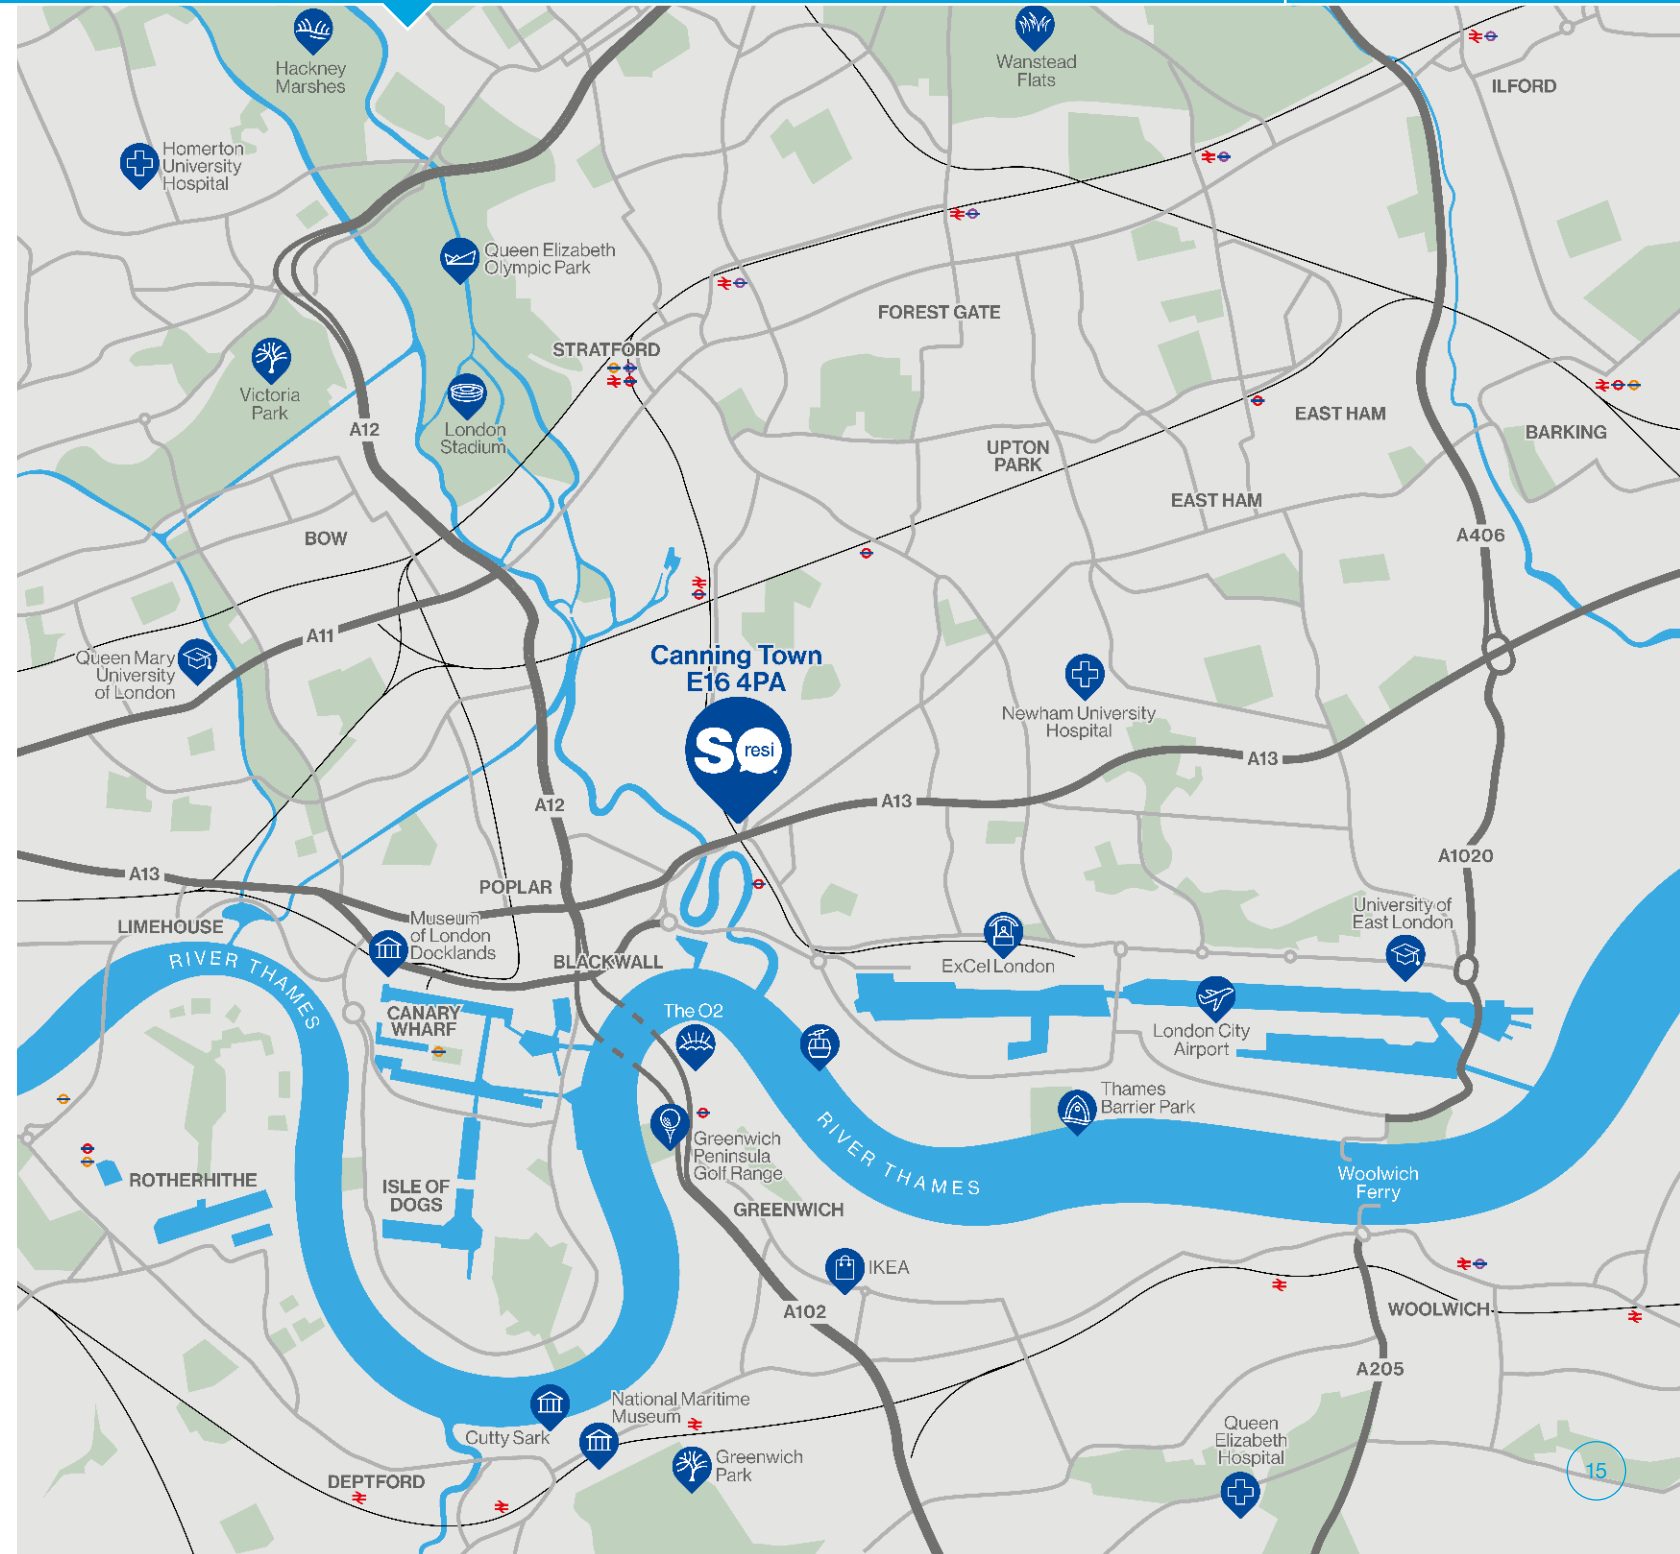 Hackney
Marshes
Wanstead
Flats
ILFORD
Homerton
University
Hospital
Queen Elizabeth
Olympic Park
FOREST GATE
STRATFORD
Victoria
Park
A12
London
Stadium
EAST HAM
BARKING
UPTON
PARK
EAST HAM
BOW
A406
A11
Queen Mary
University
of London
Canning Town
E16 4PA
SO
resi
Newham University
Hospital
A13
A12
A13
A1020
A13
POPLAR
LIMEHOUSE
Museum
of London
Docklands
University of
East London
BLACKWALL
ExCel London
RIVER THAMES
CANARY
WHARF
The O2
London City
Airport
Thames
Barrier Park
RIVER THAMES
Greenwich
Peninsula
Golf Range
ROTHERHITHE
ISLE OF
DOGS
Woolwich
Ferry
GREENWICH
IKEA
A102
WOOLWICH
A205
National Maritime
Museum
Cutty Sark
Queen
Elizabeth
Hospital
Greenwich
Park
DEPTFORD
15